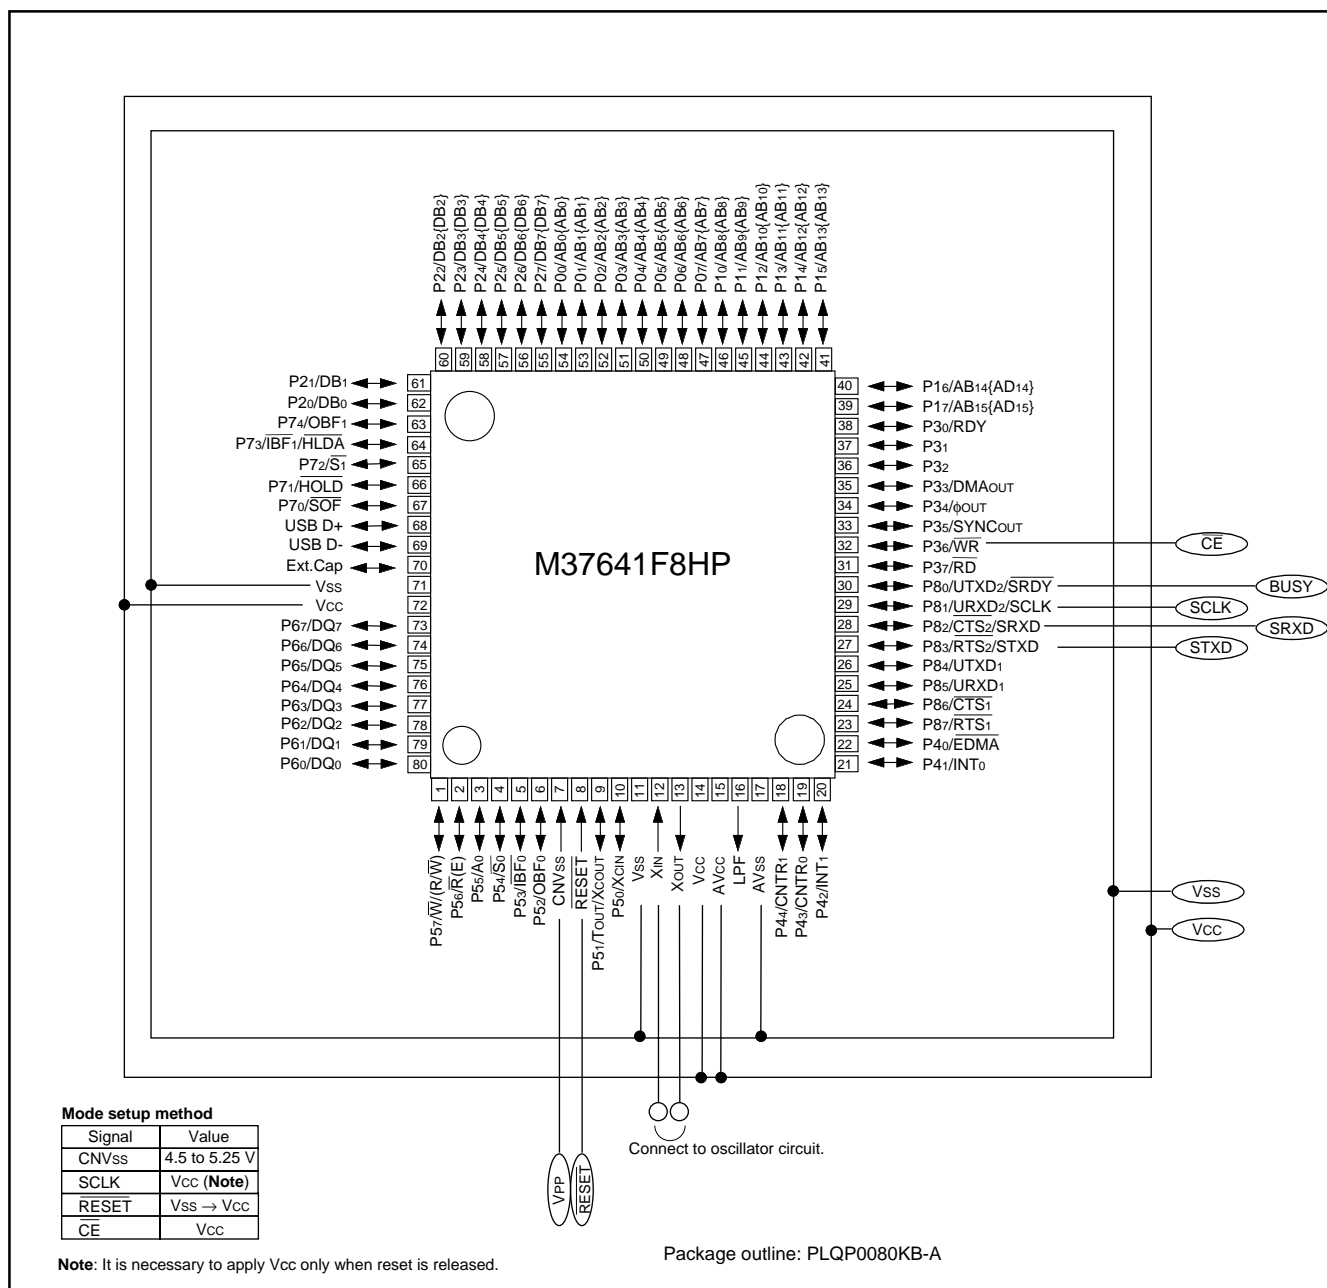 P22/DB2{DB2}
P23/DB3{DB3}
P24/DB4{DB4}
P25/DB5{DB5}
P26/DB6{DB6}
P27/DB7{DB7}
P00/AB0{AB0}
P01/AB1{AB1}
P02/AB2{AB2}
P03/AB3{AB3}
P04/AB4{AB4}
P05/AB5{AB5}
P06/AB6{AB6}
P07/AB7{AB7}
P10/AB8{AB8}
P11/AB9{AB9}
P12/AB10{AB10}
P13/AB11{AB11}
P14/AB12{AB12}
P15/AB13{AB13}
60 59 58 57 56 55 54 53 52 51 50 49 48 47 46 45 44 43 42 41
P21/DB1 61
P20/DB0 62
P74/OBF1 63
P73/IBF1/HLDA 64
P72/S1 65
P71/HOLD 66
P70/SOF 67
USB D+ 68
USB D- 69
Ext.Cap 70
Vss 71
Vcc 72
P67/DQ7 73
P66/DQ6 74
P65/DQ5 75
P64/DQ4 76
P63/DQ3 77
P62/DQ2 78
P61/DQ1 79
P60/DQ0 80
M37641F8HP
40 P16/AB14{AD14}
39 P17/AB15{AD15}
38 P30/RDY
37 P31
36 P32
35 P33/DMAOUT
34 P34/ϕOUT
33 P35/SYNCOUT
32 P36/WR CE
31 P37/RD
30 P80/UTXD2/SRDY BUSY
29 P81/URXD2/SCLK SCLK
28 P82/CTS2/SRXD SRXD
27 P83/RTS2/STXD STXD
26 P84/UTXD1
25 P85/URXD1
24 P86/CTS1
23 P87/RTS1
22 P40/EDMA
21 P41/INT0
1 2 3 4 5 6 7 8 9 10 11 12 13 14 15 16 17 18 19 20
P57/W/(R/W)
P56/R(E)
P55/A0
P54/S0
P53/IBF0
P52/OBF0
CNVss
RESET
P51/TOUT/XCOUT
P50/XCIN
Vss
XIN
XOUT
Vcc
AVcc
LPF
AVss
P44/CNTR1
P43/CNTR0
P42/INT1
Vss
Vcc
VPP
RESET
Connect to oscillator circuit.
Mode setup method
Signal Value
CNVss 4.5 to 5.25 V
SCLK Vcc (Note)
RESET Vss → Vcc
CE Vcc
Note: It is necessary to apply Vcc only when reset is released.
Package outline: PLQP0080KB-A